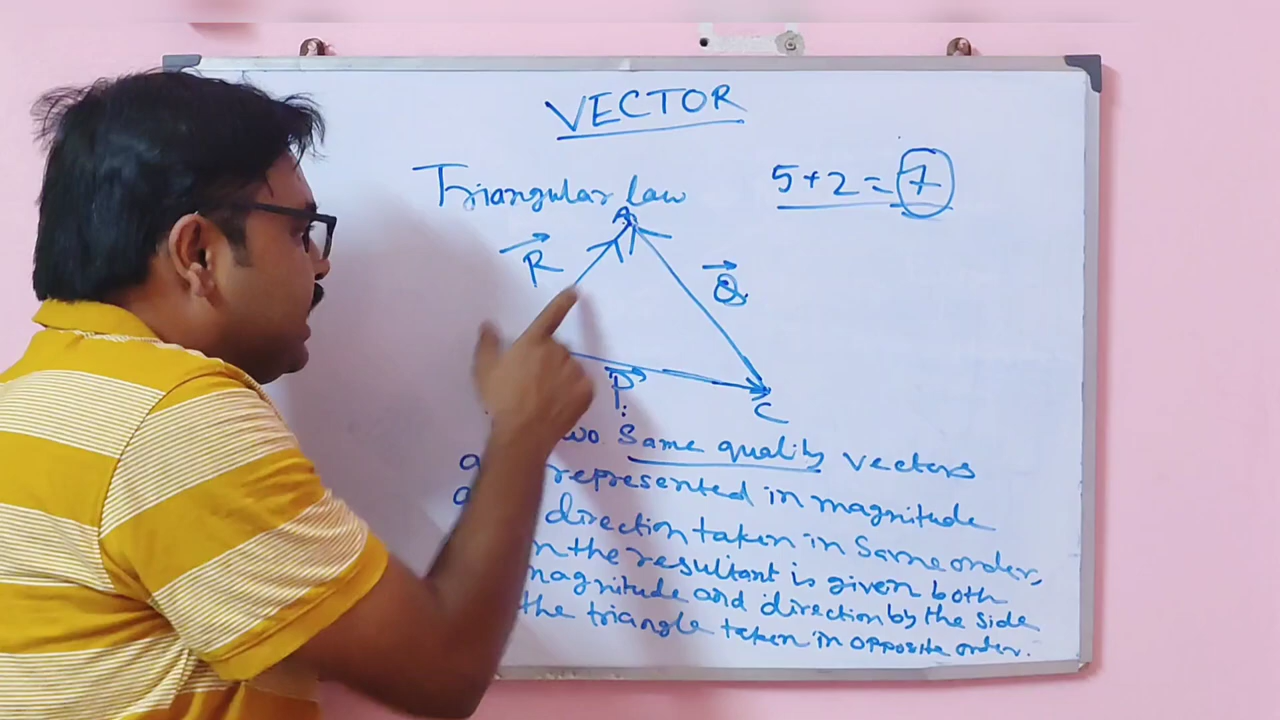 VECTOR
Triangular law
5+2=7
A
R
Q
P
C
Same quality vectors
represented in magnitude
direction taken in Same order,
the resultant is given both
magnitude and direction by the side
the triangle taken in opposite order.